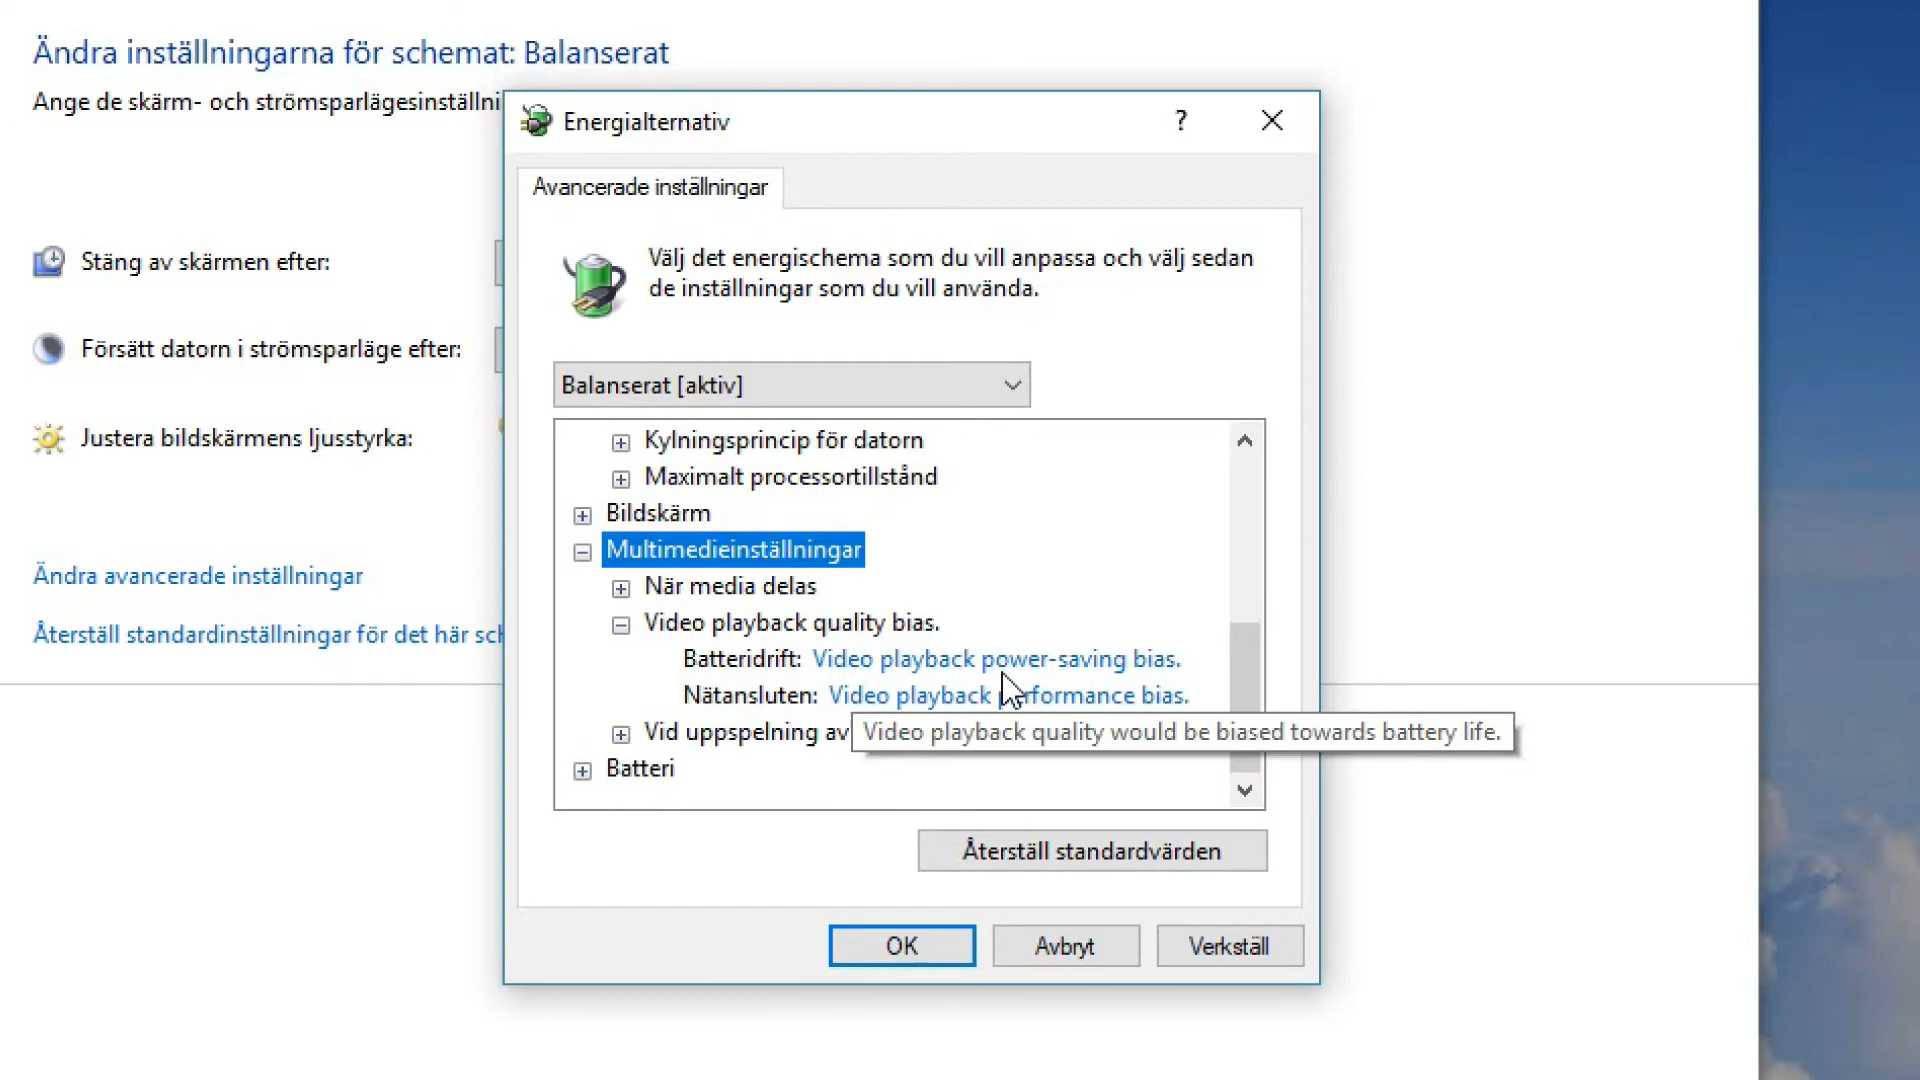 Ändra inställningarna för schemat: Balanserat
Ange de skärm- och strömsparlägesinställni
Energialternativ
?
Avancerade inställningar
Välj det energischema som du vill anpassa och välj sedan
de inställningar som du vill använda.
Stäng av skärmen efter:
Försätt datorn i strömsparläge efter:
Justera bildskärmens ljusstyrka:
Ändra avancerade inställningar
Återställ standardinställningar för det här sch
Balanserat [aktiv]
Kylningsprincip för datorn
Maximalt processortillstånd
Bildskärm
Multimedieinställningar
När media delas
Video playback quality bias.
Batteridrift: Video playback power-saving bias.
Nätansluten: Video playback performance bias.
Vid uppspelning av
Video playback quality would be biased towards battery life.
Batteri
Återställ standardvärden
OK
Avbryt
Verkställ